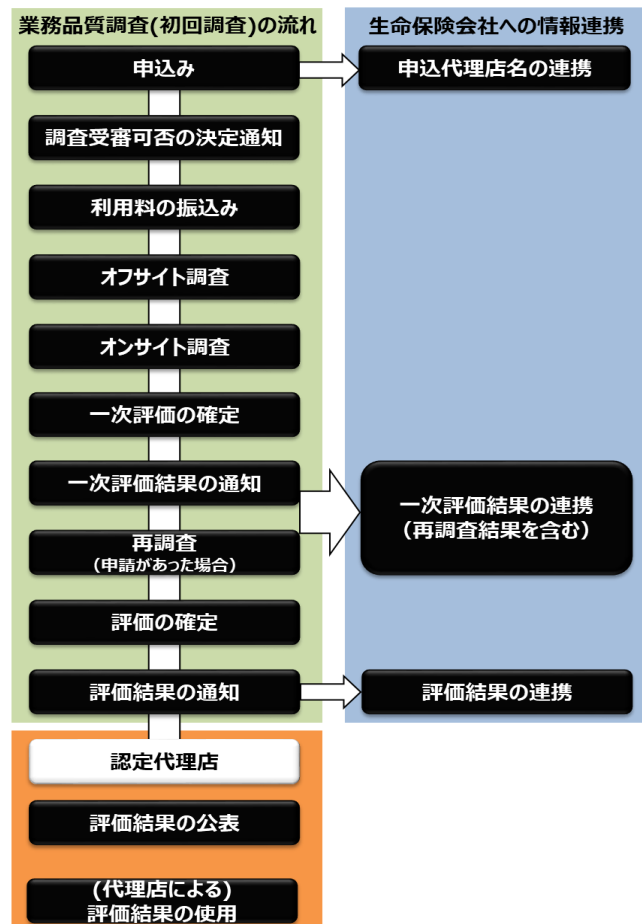 業務品質調査(初回調査)の流れ
申込み
調査受審可否の決定通知
利用料の振込み
オフサイト調査
オンサイト調査
一次評価の確定
一次評価結果の通知
再調査
(申請があった場合)
評価の確定
評価結果の通知
認定代理店
評価結果の公表
(代理店による)
評価結果の使用
生命保険会社への情報連携
申込代理店名の連携
一次評価結果の連携
(再調査結果を含む)
評価結果の連携